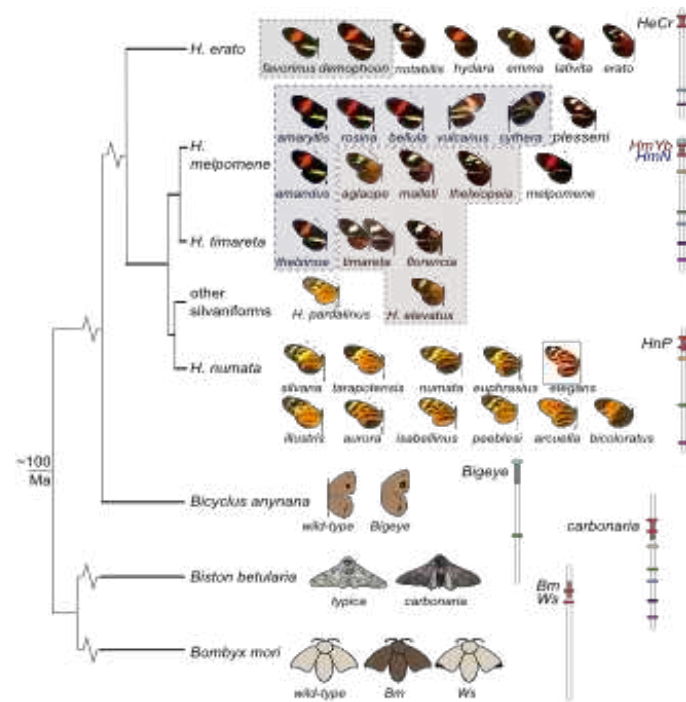 HeCr
H. erato
favorinus demophoon notabilis hydara emma lativita erato
amaryllis rosina bellula vulcanus cythera plesseni
H. melpomene
HmYb
HmN
amandus aglaope malleti thelxiopeia melpomene
H. timareta
thelxinoe timareta florencia
other silvaniforms
H. pardalinus H. elevatus
HnP
H. numata
silvana tarapotensis numata euphrasius elegans
illustris aurora isabellinus peeblesi arcuella bicoloratus
~100
Ma
Bigeye
Bicyclus anynana
wild-type Bigeye
carbonaria
Biston betularia
typica carbonaria
Bm
Ws
Bombyx mori
wild-type Bm Ws